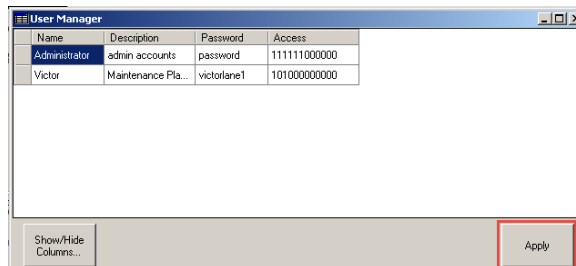 User Manager
Name Description Password Access
Administrator admin accounts password 111111000000
Victor Maintenance Pla... victorlane1 101000000000
Show/Hide
Columns...
Apply